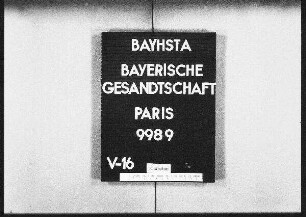 BAYHSTA
BAYERISCHE
GESANDTSCHAFT
PARIS
9989
V-16